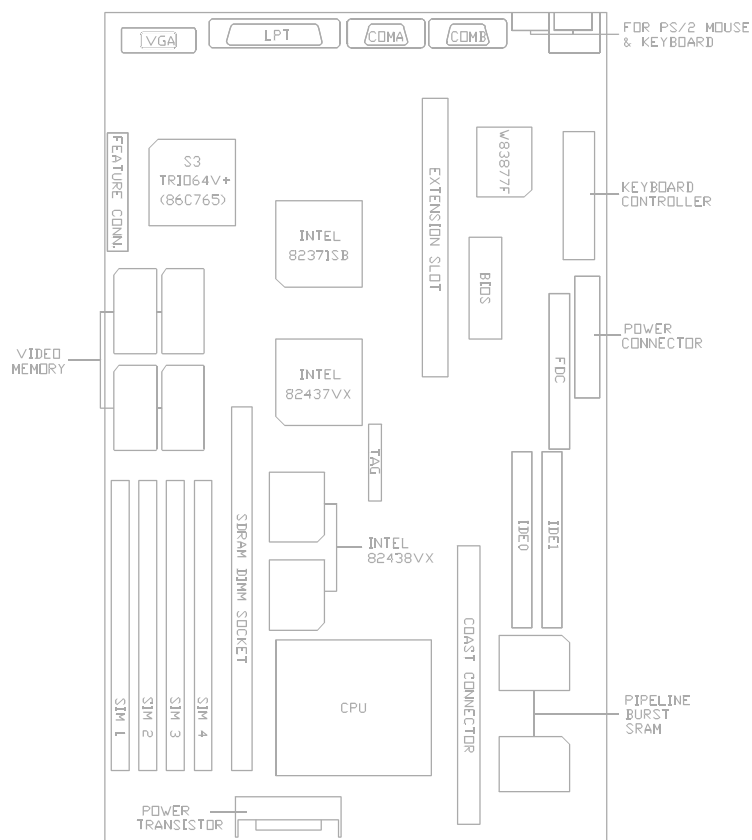 VGA
LPT
COMA
COMB
FOR PS/2 MOUSE
& KEYBOARD
FEATURE CONN.
S3
TRIO64V+
(86C765)
EXTENSION SLOT
W83877F
KEYBOARD
CONTROLLER
INTEL
82371SB
BIOS
VIDEO
MEMORY
INTEL
82437VX
FDC
POWER
CONNECTOR
TAG
SDRAM DIMM SOCKET
INTEL
82438VX
IDE0
IDE1
SIM 1
SIM 2
SIM 3
SIM 4
CPU
COAST CONNECTOR
PIPELINE
BURST
SRAM
POWER
TRANSISTOR